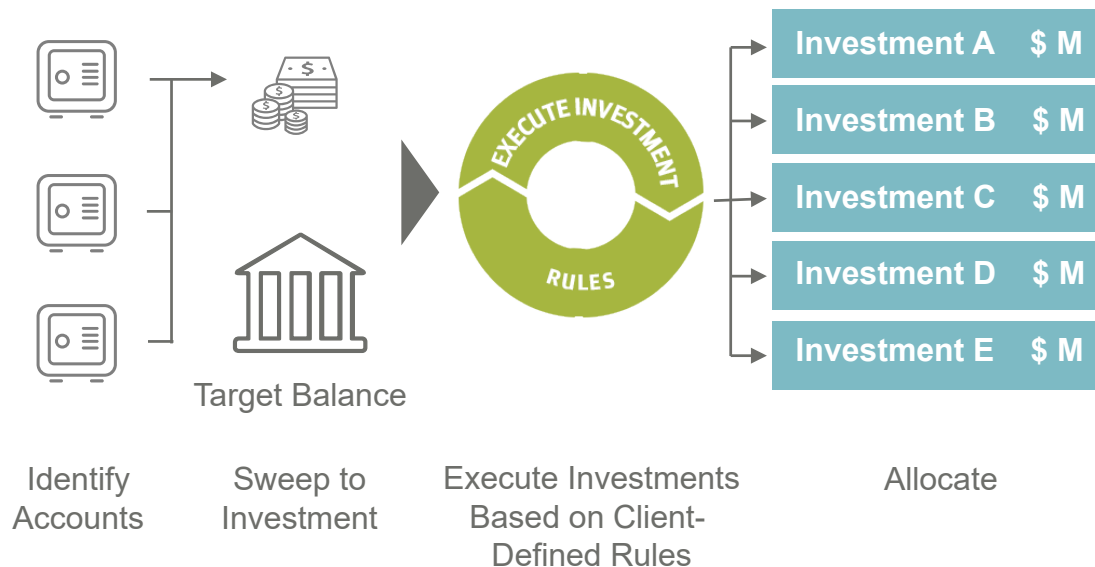 Investment A $ M
Investment B $ M
Investment C $ M
Investment D $ M
Investment E $ M
$
$
$
$
EXECUTE INVESTMENT
RULES
Target Balance
Identify
Accounts
Sweep to
Investment
Execute Investments
Based on Client-
Defined Rules
Allocate